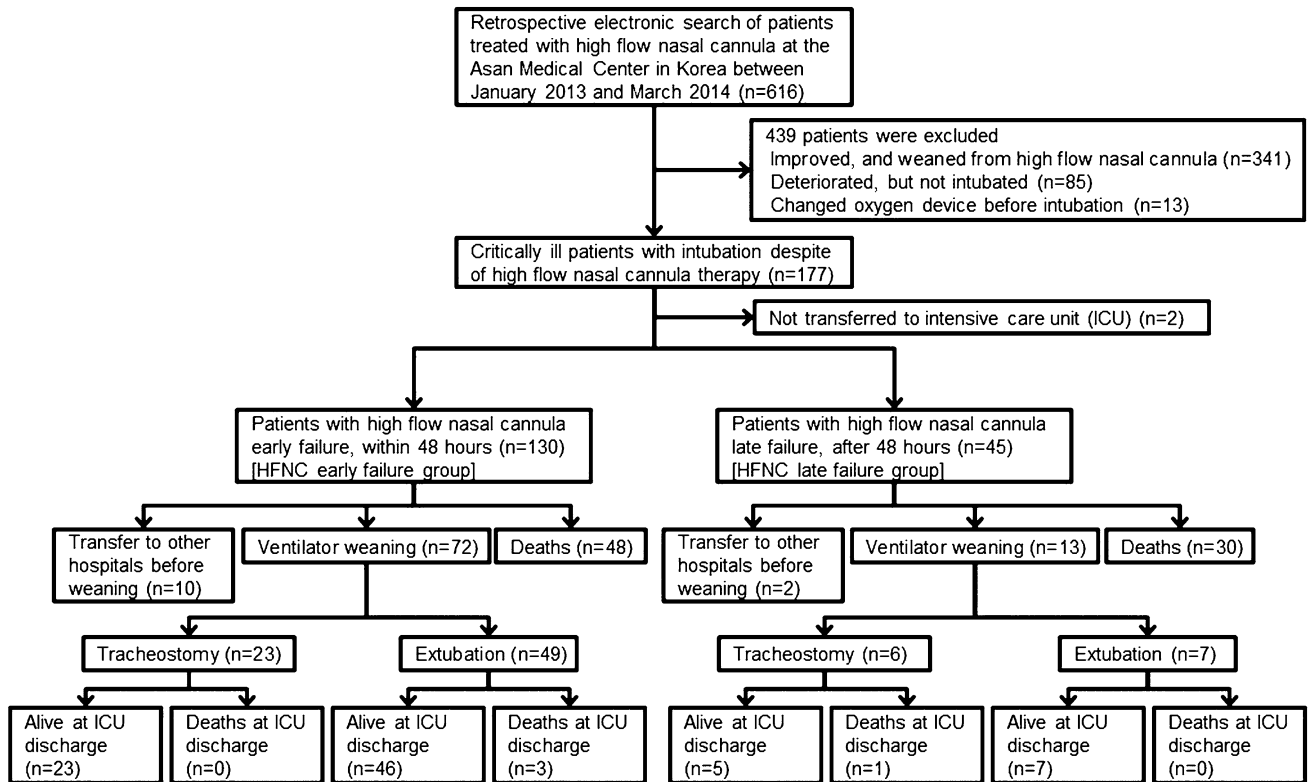 Retrospective electronic search of patients
treated with high flow nasal cannula at the
Asan Medical Center in Korea between
January 2013 and March 2014 (n=616)
439 patients were excluded
Improved, and weaned from high flow nasal cannula (n=341)
Deteriorated, but not intubated (n=85)
Changed oxygen device before intubation (n=13)
Critically ill patients with intubation despite
of high flow nasal cannula therapy (n=177)
Not transferred to intensive care unit (ICU) (n=2)
Patients with high flow nasal cannula
early failure, within 48 hours (n=130)
[HFNC early failure group]
Patients with high flow nasal cannula
late failure, after 48 hours (n=45)
[HFNC late failure group]
Transfer to other
hospitals before
weaning (n=10)
Ventilator weaning (n=72)
Deaths (n=48)
Transfer to other
hospitals before
weaning (n=2)
Ventilator weaning (n=13)
Deaths (n=30)
Tracheostomy (n=23)
Extubation (n=49)
Tracheostomy (n=6)
Extubation (n=7)
Alive at ICU
discharge
(n=23)
Deaths at ICU
discharge
(n=0)
Alive at ICU
discharge
(n=46)
Deaths at ICU
discharge
(n=3)
Alive at ICU
discharge
(n=5)
Deaths at ICU
discharge
(n=1)
Alive at ICU
discharge
(n=7)
Deaths at ICU
discharge
(n=0)